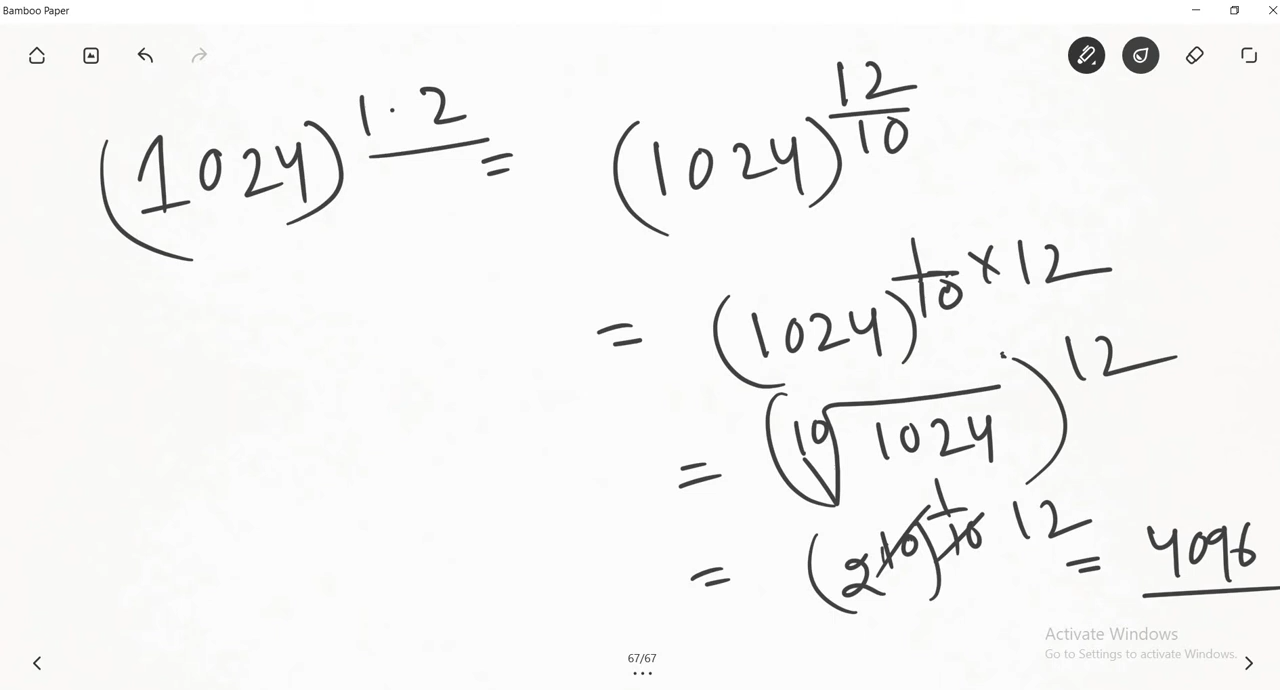 Bamboo Paper
(1024)^1.2 = (1024)^12/10
= (1024)^1/10 × 12
= (10√1024)^12
= (2^10)^1/10 12 = 4096
Activate Windows
Go to Settings to activate Windows.
67/67